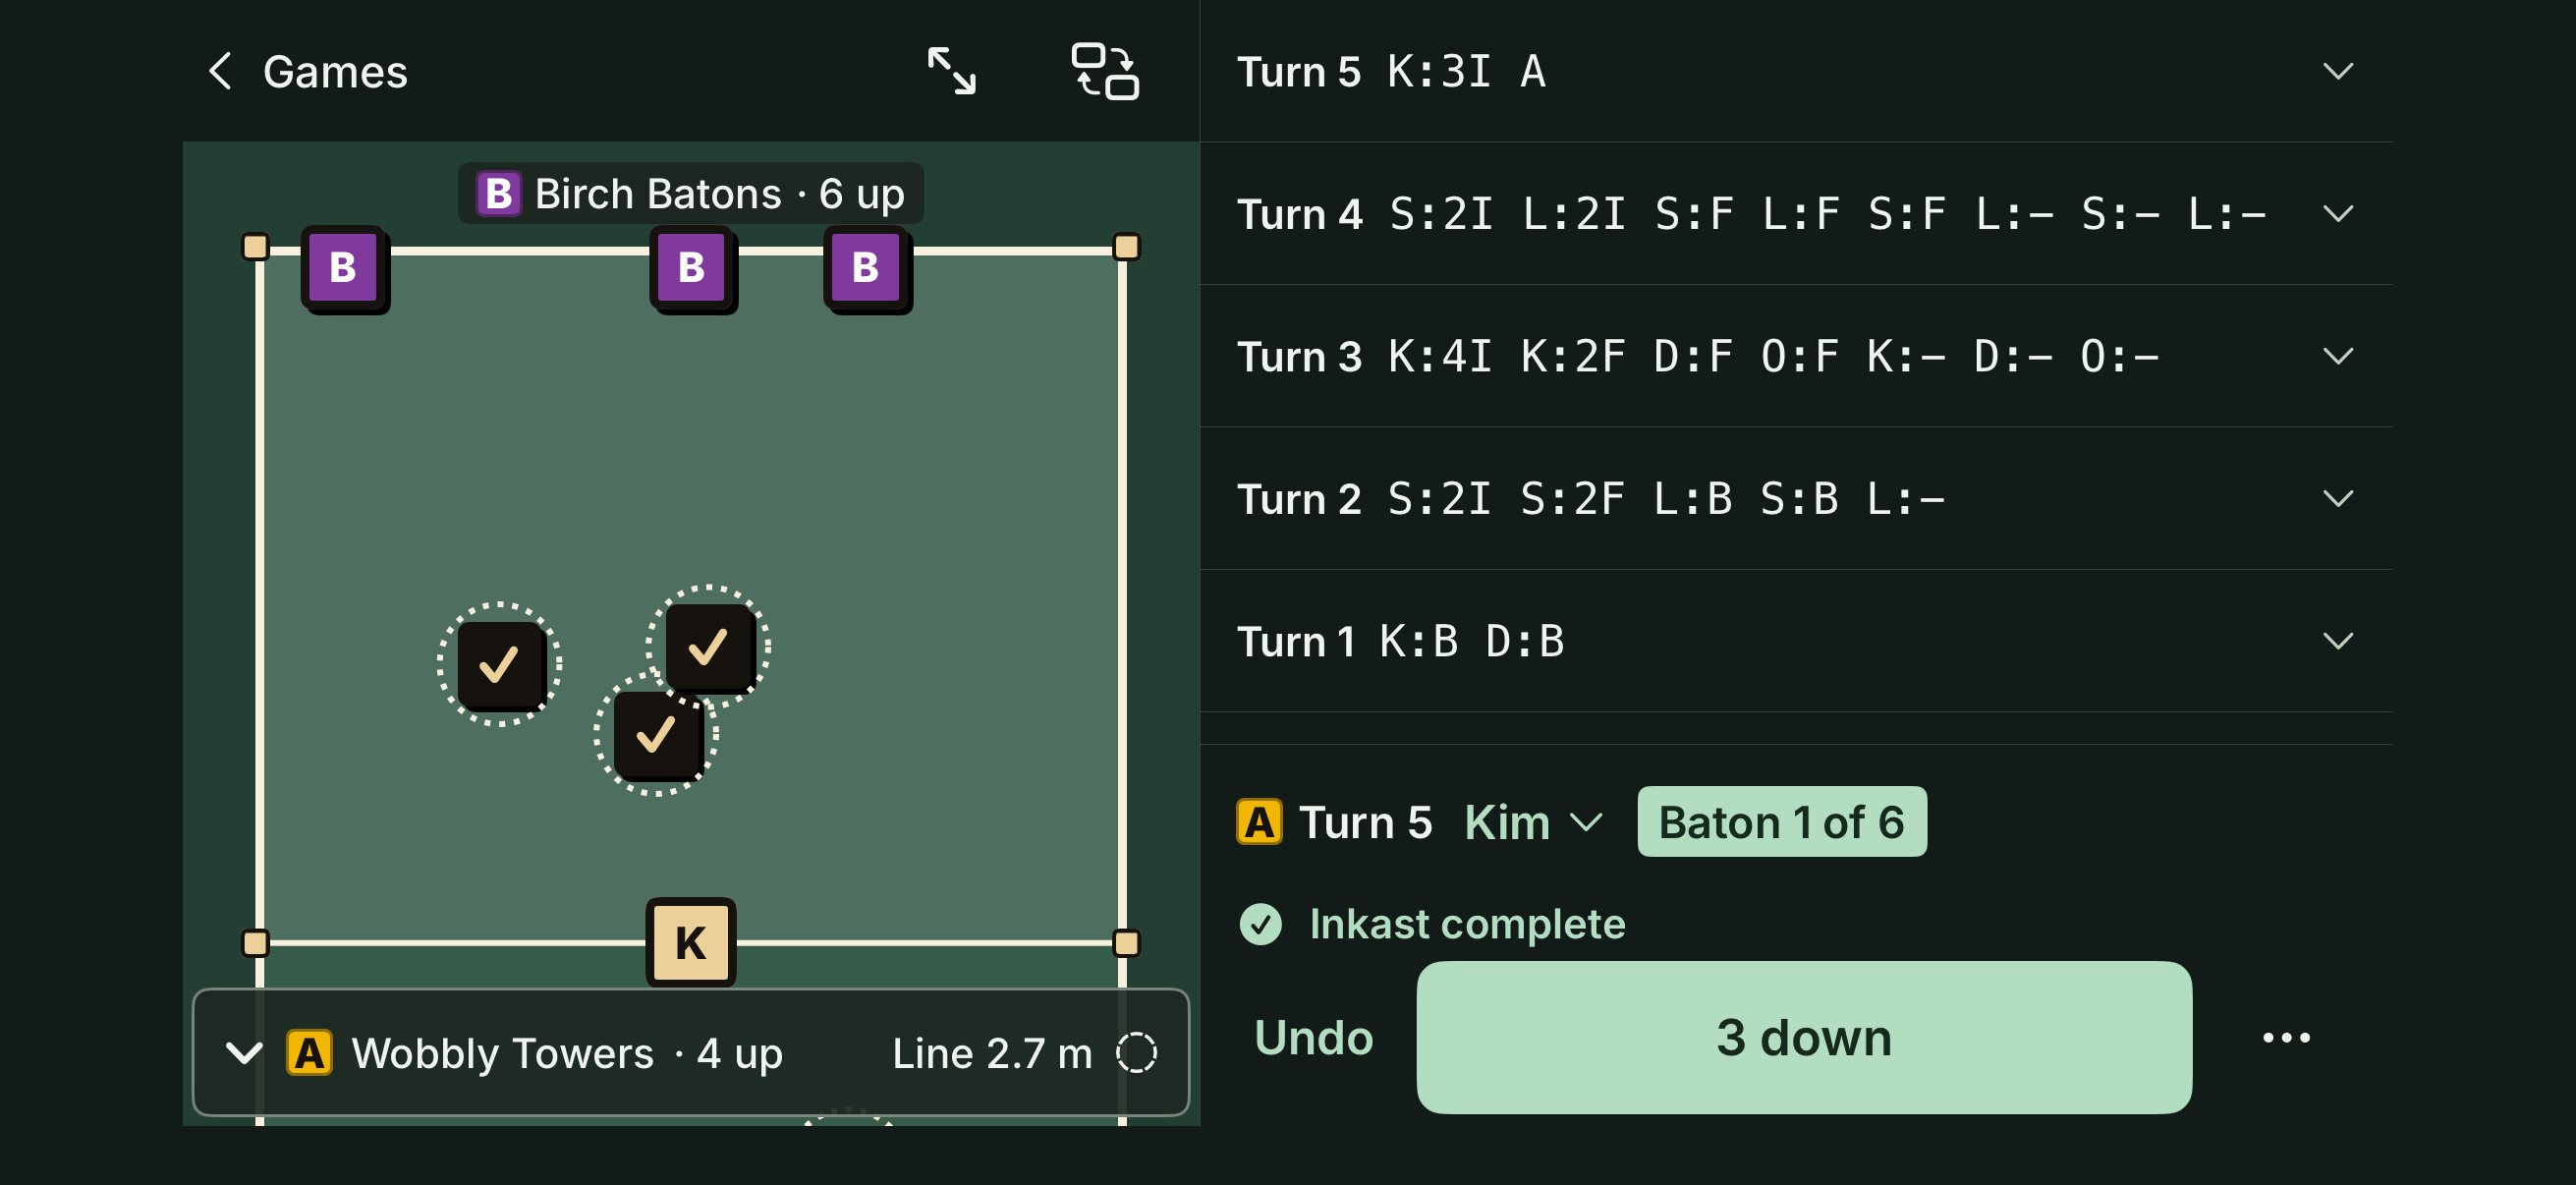 Games
B Birch Batons · 6 up
B B B
K
A Wobbly Towers · 4 up Line 2.7 m
Turn 5 K:3I A
Turn 4 S:2I L:2I S:F L:F S:F L:– S:– L:–
Turn 3 K:4I K:2F D:F O:F K:– D:– O:–
Turn 2 S:2I S:2F L:B S:B L:–
Turn 1 K:B D:B
A Turn 5 Kim Baton 1 of 6
Inkast complete
Undo 3 down